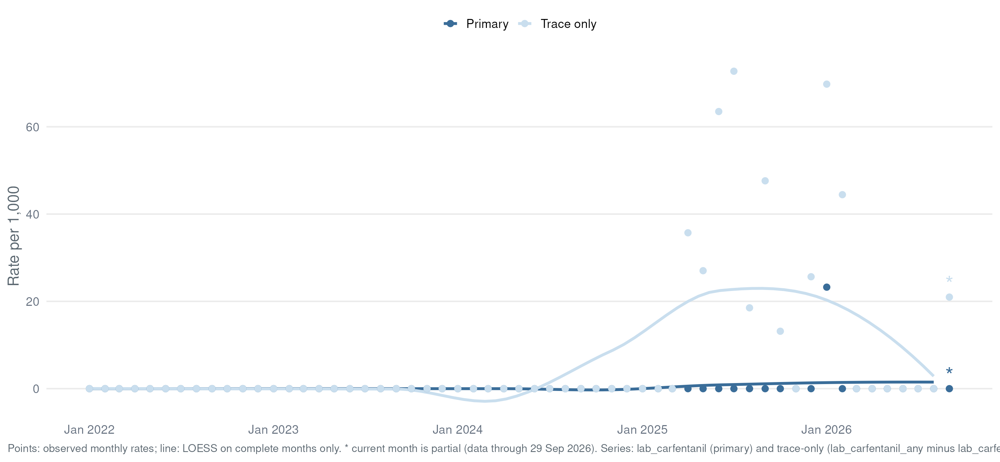 Primary Trace only
Rate per 1,000
60
40
20
0
*
*
Jan 2022 Jan 2023 Jan 2024 Jan 2025 Jan 2026
Points: observed monthly rates; line: LOESS on complete months only. * current month is partial (data through 29 Sep 2026). Series: lab_carfentanil (primary) and trace-only (lab_carfentanil_any minus lab_carfe